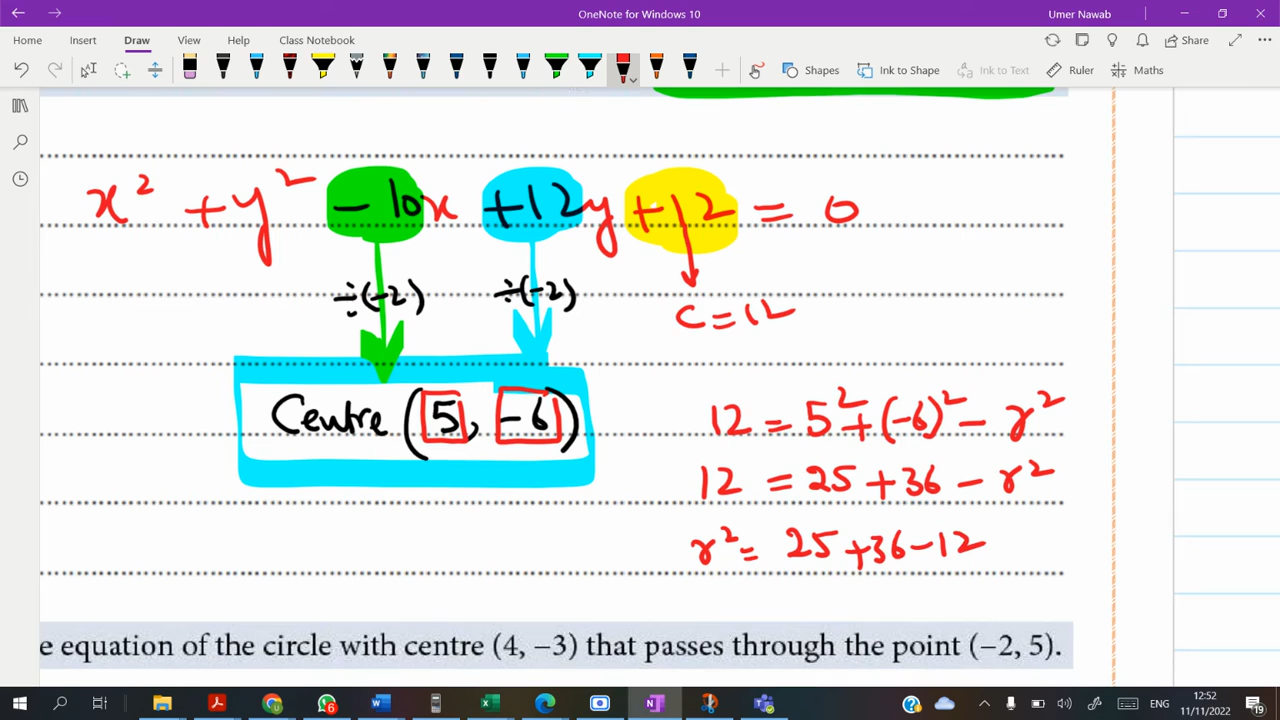 OneNote for Windows 10
Umer Nawab
Home Insert Draw View Help Class Notebook
Share
Shapes Ink to Shape Ink to Text Ruler Maths
x² + y² - 10x + 12y + 12 = 0
÷(-2) ÷(-2)
c = 12
Centre (5, -6)
12 = 5² + (-6)² - r²
12 = 25 + 36 - r²
r² = 25 + 36 - 12
e equation of the circle with centre (4, −3) that passes through the point (−2, 5).
6
ENG
12:52
11/11/2022
19